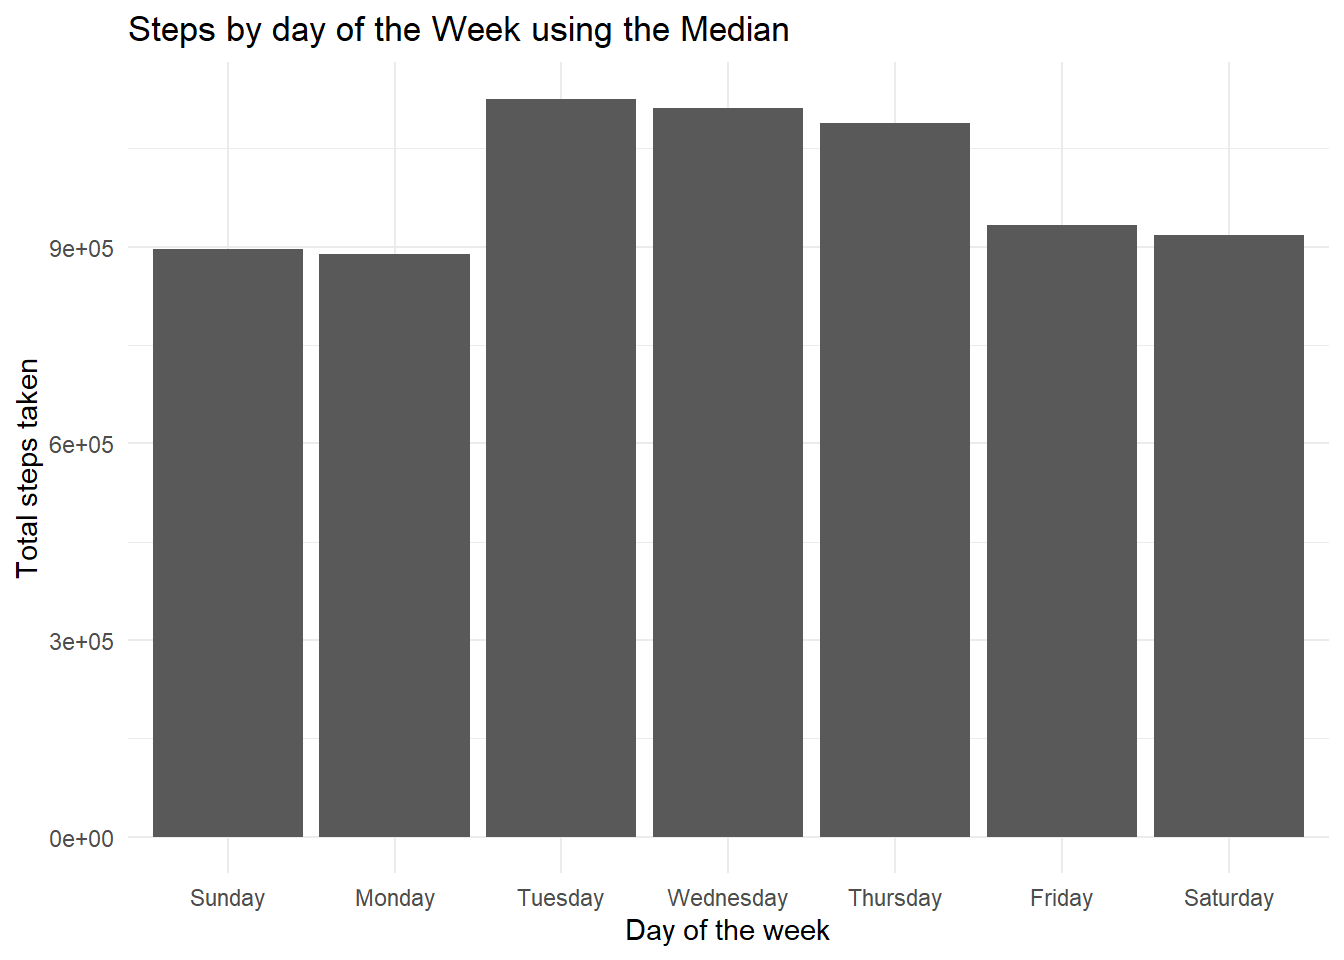 Steps by day of the Week using the Median
Total steps taken
9e+05
6e+05
3e+05
0e+00
Sunday Monday Tuesday Wednesday Thursday Friday Saturday
Day of the week